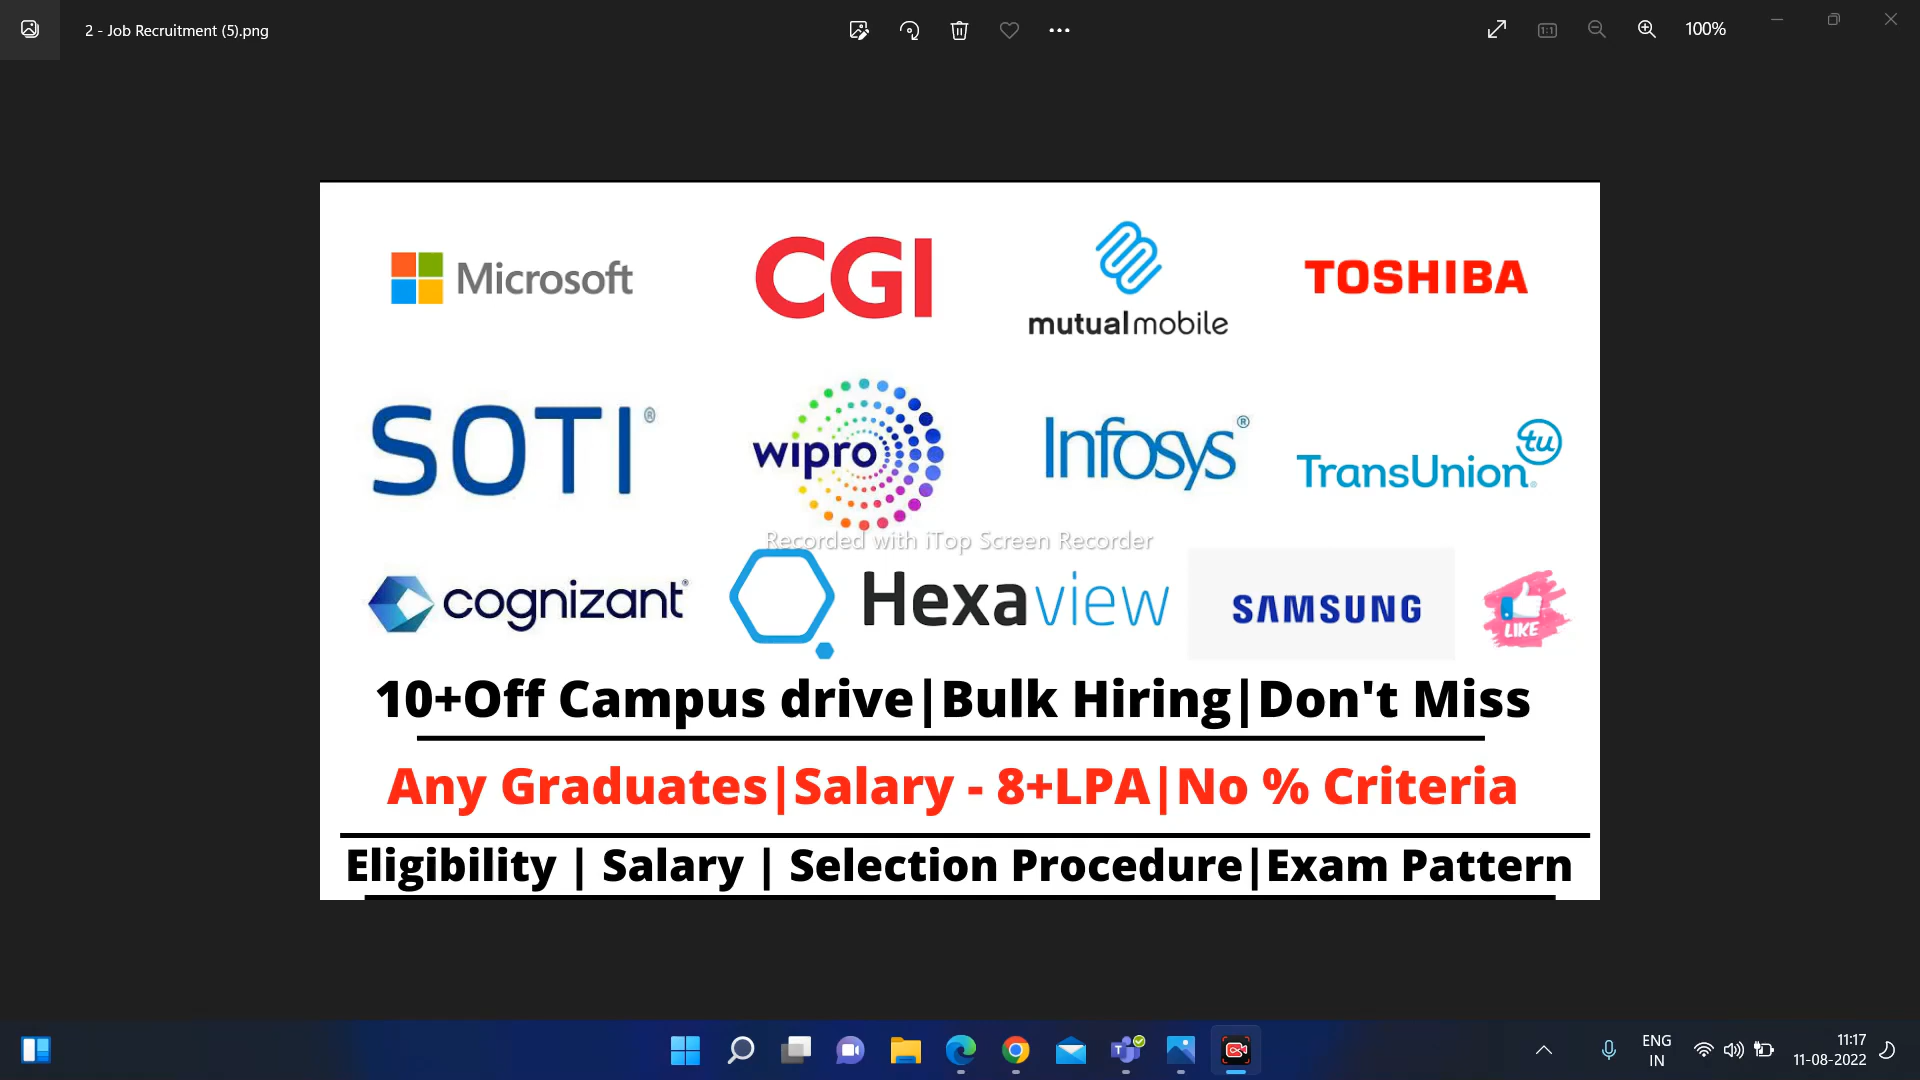 2 - Job Recruitment (5).png
1:1
100%
Microsoft
CGI
mutualmobile
TOSHIBA
SOTI®
wipro
Infosys®
TransUnion®
tu
Recorded with iTop Screen Recorder
cognizant®
Hexaview
SAMSUNG
LIKE
10+Off Campus drive|Bulk Hiring|Don't Miss
Any Graduates|Salary - 8+LPA|No % Criteria
Eligibility | Salary | Selection Procedure|Exam Pattern
ENG
IN
11:17
11-08-2022